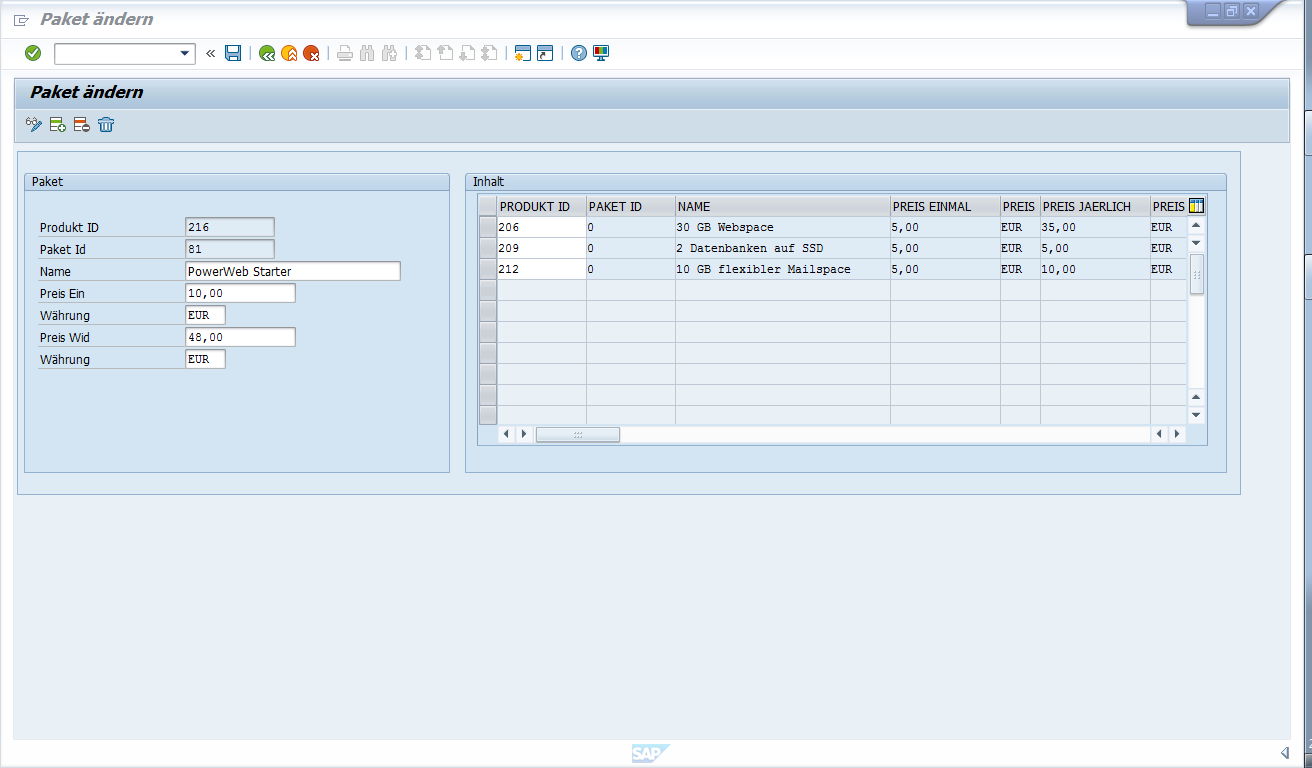 Paket ändern
Paket ändern
Paket
Produkt ID 216
Paket Id 81
Name PowerWeb Starter
Preis Ein 10,00
Währung EUR
Preis Wid 48,00
Währung EUR
Inhalt
PRODUKT ID PAKET ID NAME PREIS EINMAL PREIS PREIS JAERLICH PREIS
206 0 30 GB Webspace 5,00 EUR 35,00 EUR
209 0 2 Datenbanken auf SSD 5,00 EUR 5,00 EUR
212 0 10 GB flexibler Mailspace 5,00 EUR 10,00 EUR
SAP